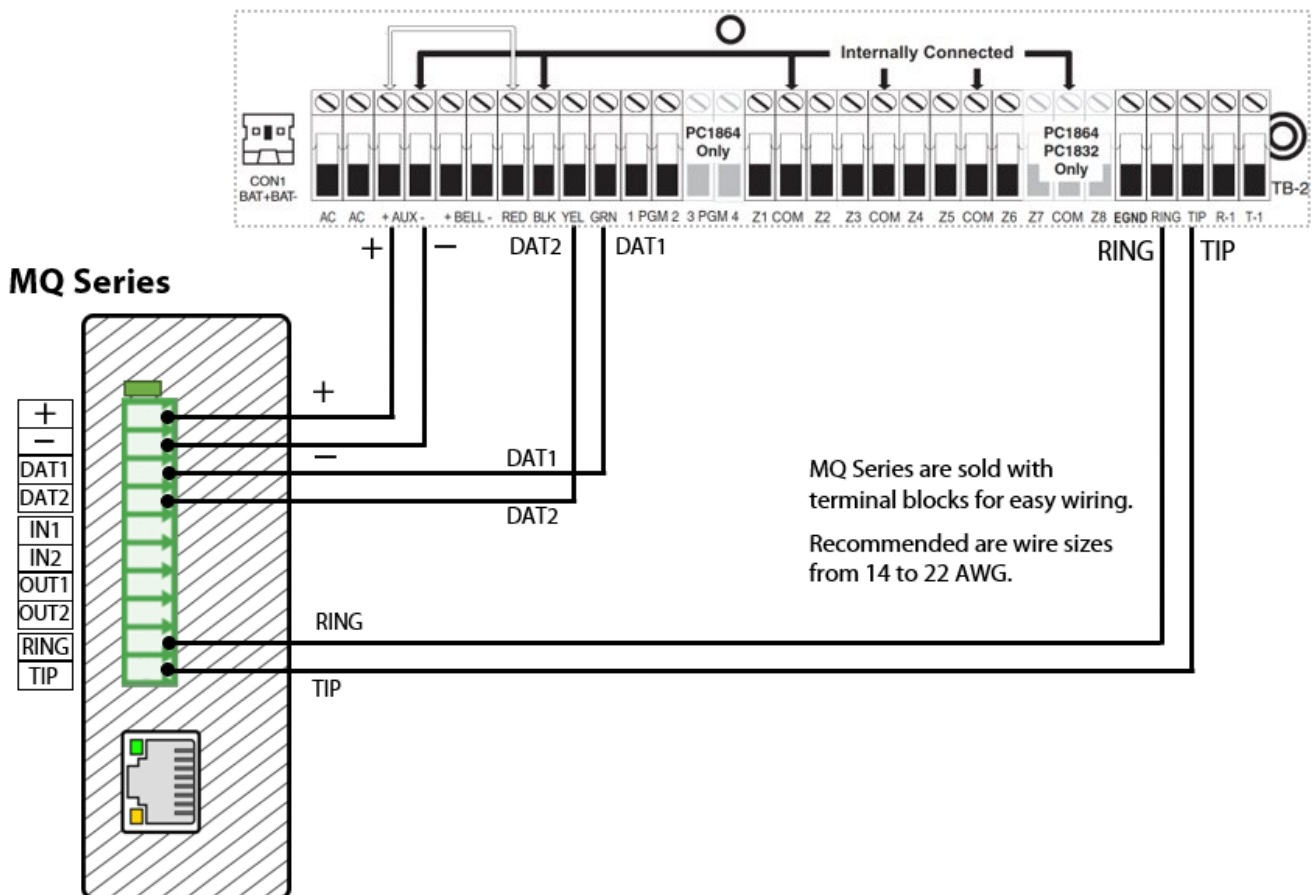 Internally Connected
PC1864
Only
PC1864
PC1832
Only
CON1
BAT+BAT-
TB-2
AC AC + AUX - + BELL - RED BLK YEL GRN 1 PGM 2 3 PGM 4 Z1 COM Z2 Z3 COM Z4 Z5 COM Z6 Z7 COM Z8 EGND RING TIP R-1 T-1
+ − DAT2 DAT1 RING TIP
MQ Series
+
−
DAT1
DAT2
IN1
IN2
OUT1
OUT2
RING
TIP
+
−
DAT1
DAT2
RING
TIP
MQ Series are sold with
terminal blocks for easy wiring.
Recommended are wire sizes
from 14 to 22 AWG.